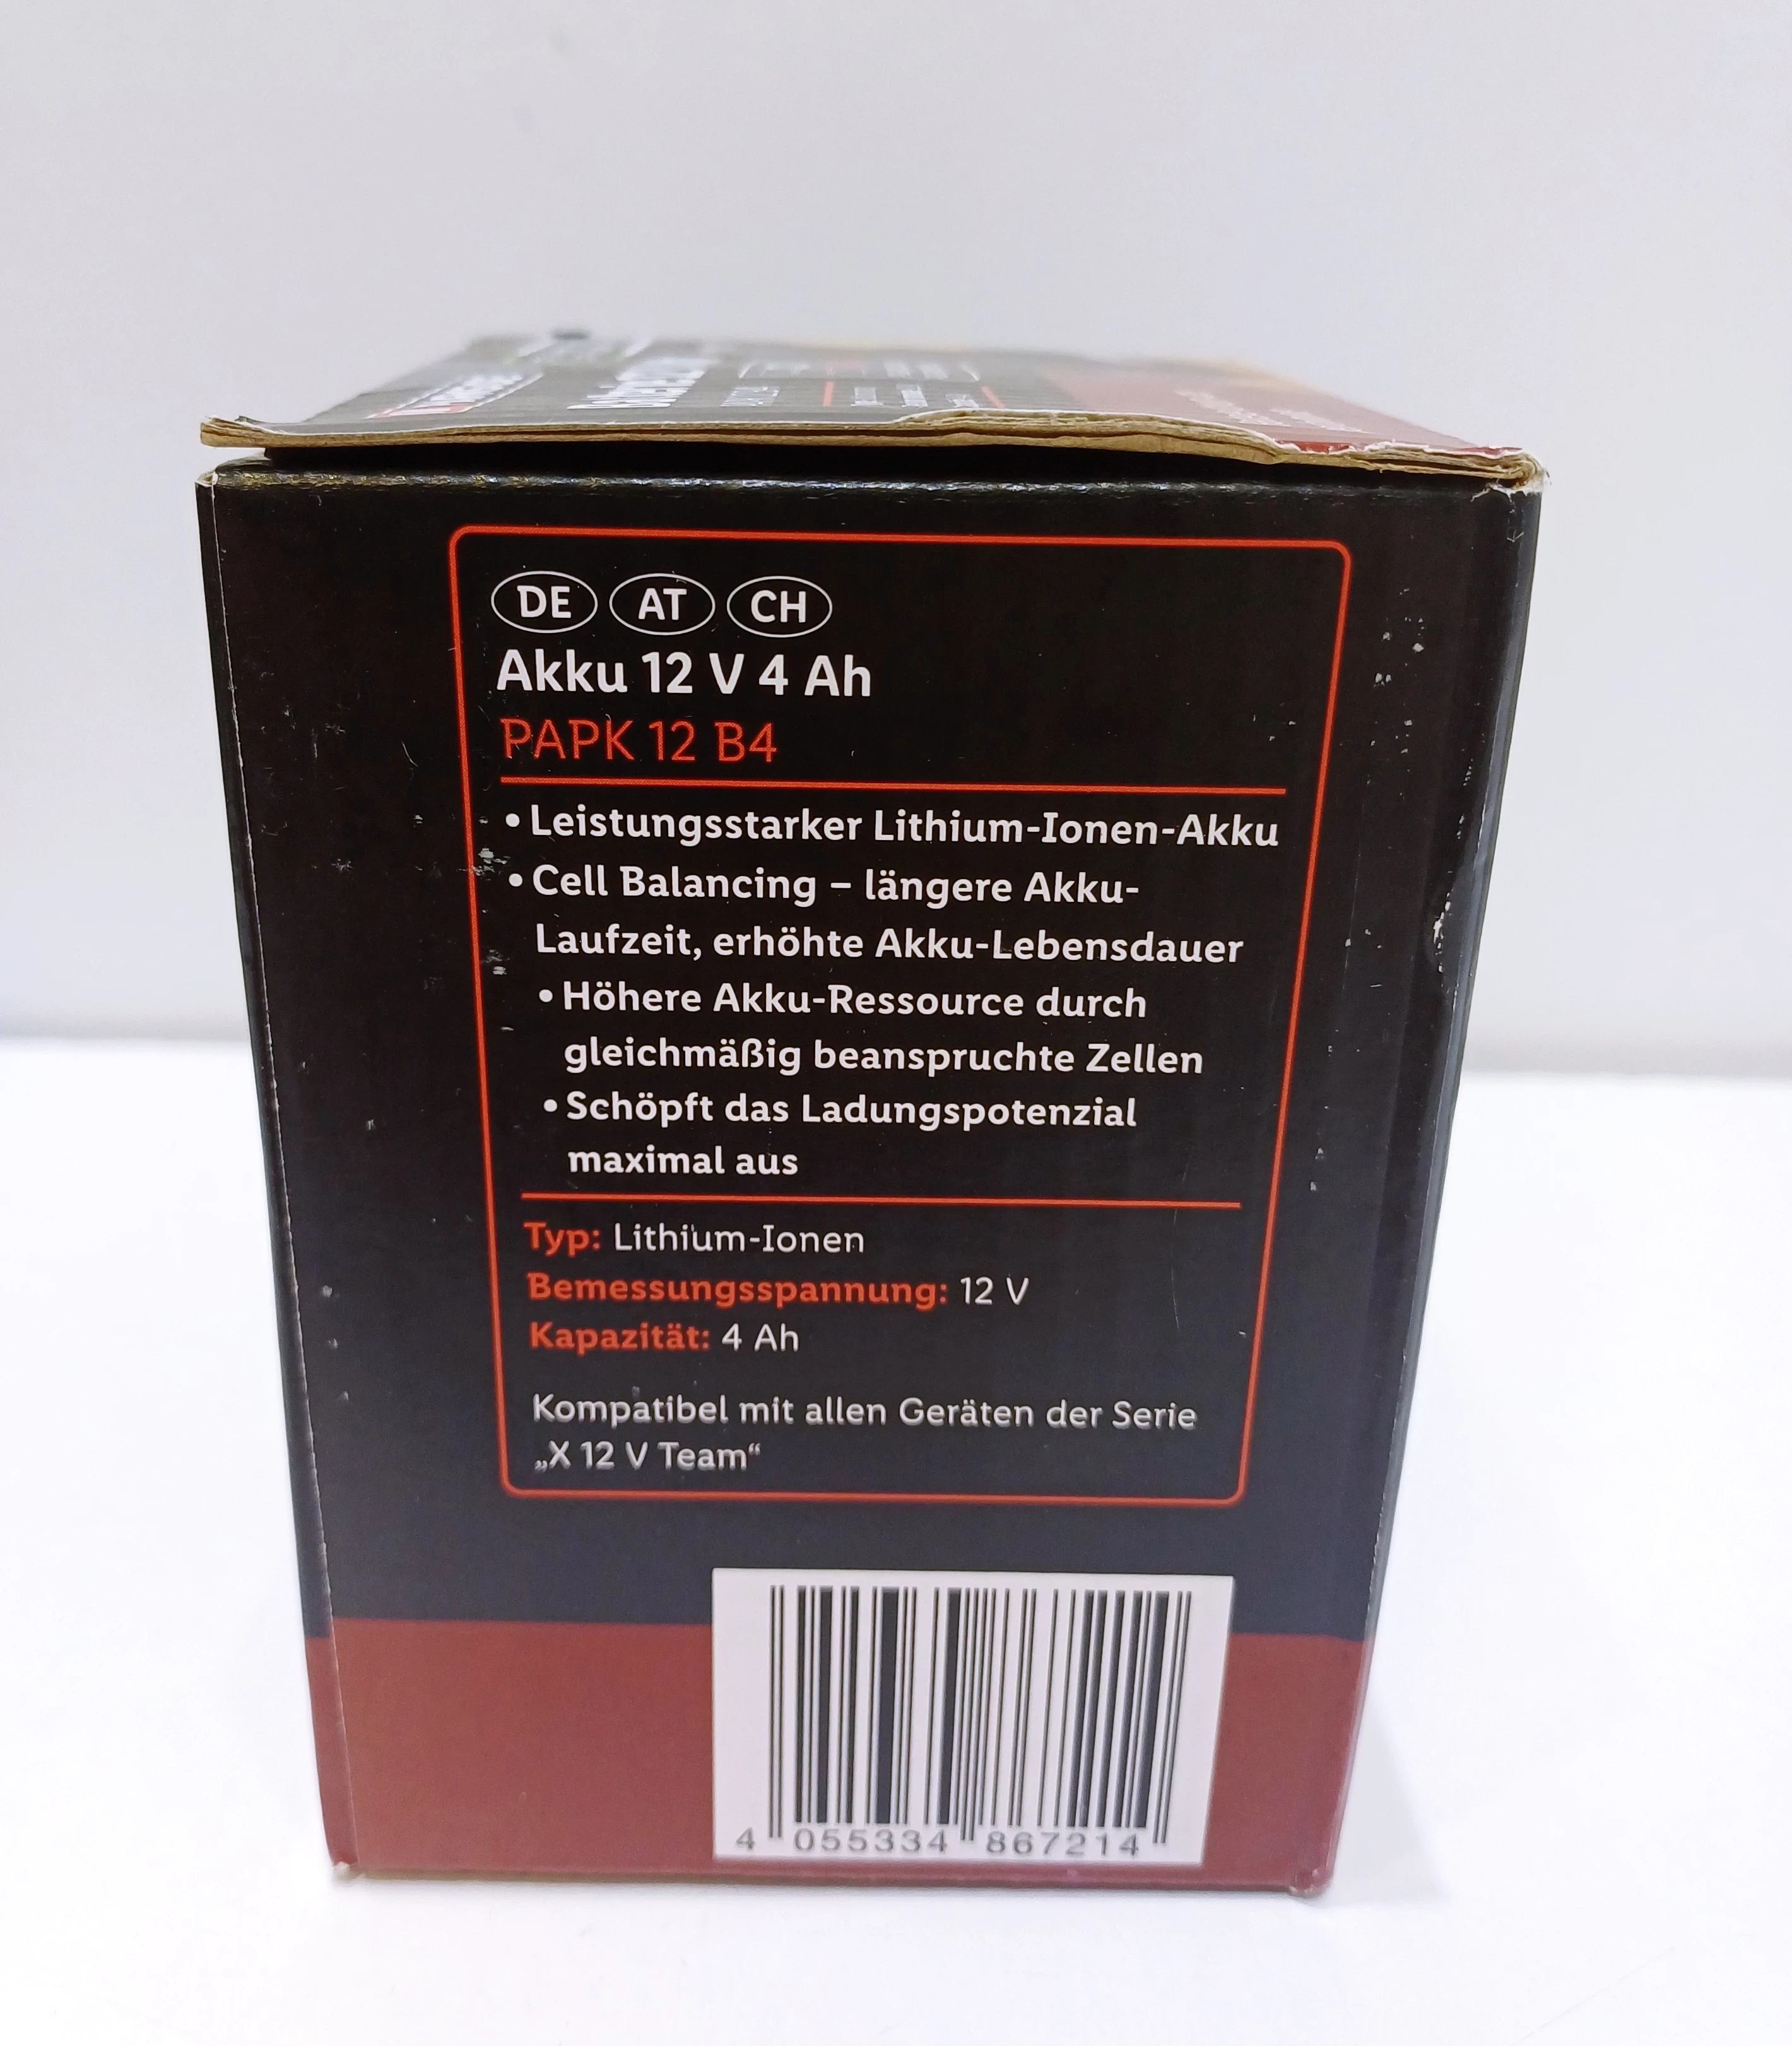 DE AT CH
Akku 12 V 4 Ah
PAPK 12 B4
• Leistungsstarker Lithium-Ionen-Akku
• Cell Balancing – längere Akku-
Laufzeit, erhöhte Akku-Lebensdauer
• Höhere Akku-Ressource durch
gleichmäßig beanspruchte Zellen
• Schöpft das Ladungspotenzial
maximal aus
Typ: Lithium-Ionen
Bemessungsspannung: 12 V
Kapazität: 4 Ah
Kompatibel mit allen Geräten der Serie
„X 12 V Team“
4 055334 867214